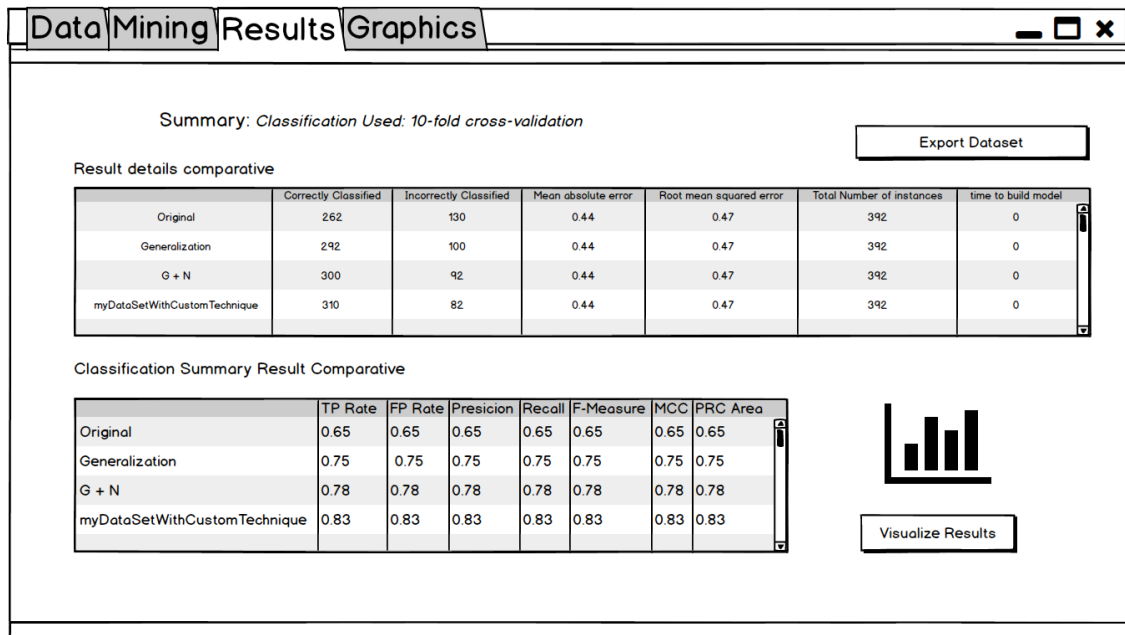 Data Mining Results Graphics
Summary: Classification Used: 10-fold cross-validation
Export Dataset
Result details comparative
Correctly Classified Incorrectly Classified Mean absolute error Root mean squared error Total Number of instances time to build model
Original 262 130 0.44 0.47 392 0
Generalization 292 100 0.44 0.47 392 0
G + N 300 92 0.44 0.47 392 0
myDataSetWithCustomTechnique 310 82 0.44 0.47 392 0
Classification Summary Result Comparative
TP Rate FP Rate Presicion Recall F-Measure MCC PRC Area
Original 0.65 0.65 0.65 0.65 0.65 0.65 0.65
Generalization 0.75 0.75 0.75 0.75 0.75 0.75 0.75
G + N 0.78 0.78 0.78 0.78 0.78 0.78 0.78
myDataSetWithCustomTechnique 0.83 0.83 0.83 0.83 0.83 0.83 0.83
Visualize Results